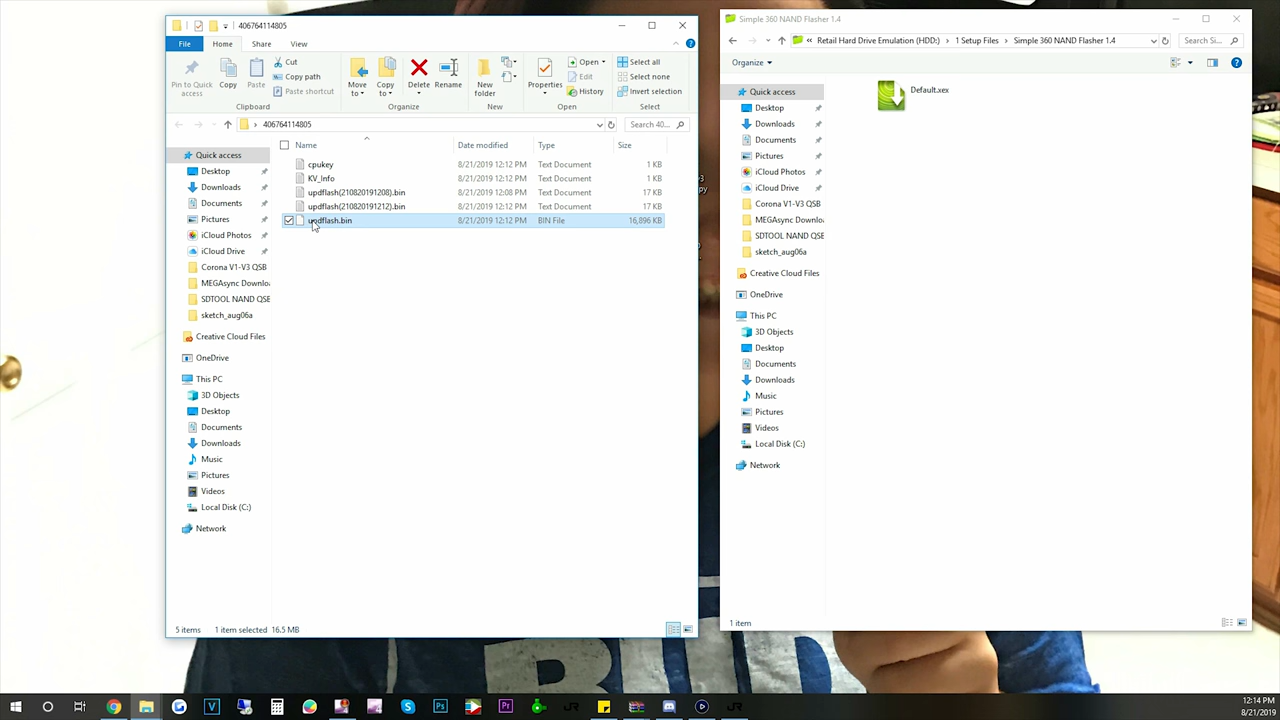 406764114805
File Home Share View
Pin to Quick access
Copy
Paste
Cut
Copy path
Paste shortcut
Clipboard
Move to
Copy to
Delete
Rename
Organize
New folder
New
Properties
Open
Edit
History
Open
Select all
Select none
Invert selection
Select
406764114805
Search 40...
Name Date modified Type Size
cpukey 8/21/2019 12:12 PM Text Document 1 KB
KV_Info 8/21/2019 12:12 PM Text Document 1 KB
updflash(210820191208).bin 8/21/2019 12:08 PM Text Document 17 KB
updflash(210820191212).bin 8/21/2019 12:12 PM Text Document 17 KB
updflash.bin 8/21/2019 12:12 PM BIN File 16,896 KB
Quick access
Desktop
Downloads
Documents
Pictures
iCloud Photos
iCloud Drive
Corona V1-V3 QSB
MEGAsync Downlo
SDTOOL NAND QSB
sketch_aug06a
Creative Cloud Files
OneDrive
This PC
3D Objects
Desktop
Documents
Downloads
Music
Pictures
Videos
Local Disk (C:)
Network
5 items 1 item selected 16.5 MB
Simple 360 NAND Flasher 1.4
« Retail Hard Drive Emulation (HDD:) › 1 Setup Files › Simple 360 NAND Flasher 1.4
Search Si...
Organize
Default.xex
Quick access
Desktop
Downloads
Documents
Pictures
iCloud Photos
iCloud Drive
Corona V1-V3 QSB
MEGAsync Downlo
SDTOOL NAND QSB
sketch_aug06a
Creative Cloud Files
OneDrive
This PC
3D Objects
Desktop
Documents
Downloads
Music
Pictures
Videos
Local Disk (C:)
Network
1 item
12:14 PM
8/21/2019